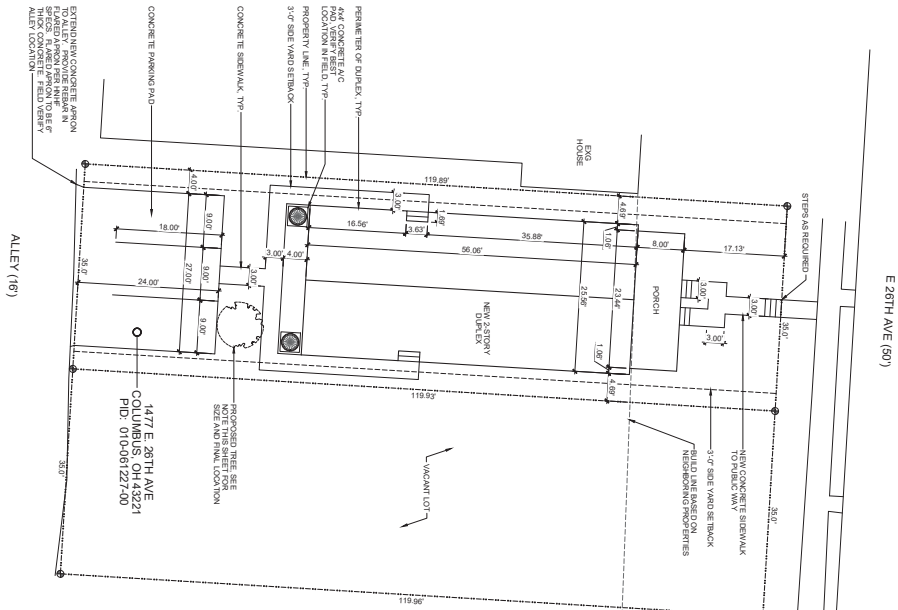 E 26TH AVE (50')
STEPS AS REQUIRED
NEW CONCRETE SIDEWALK
TO PUBLIC WAY
3'-0" SIDE YARD SETBACK
BUILD LINE BASED ON
NEIGHBORING PROPERTIES
EXG
HOUSE
PERIMETER OF DUPLEX, TYP.
4'x4' CONCRETE A/C
PAD. VERIFY BEST
LOCATION IN FIELD, TYP.
PROPERTY LINE, TYP.
3'-0" SIDE YARD SETBACK
CONCRETE SIDEWALK, TYP.
CONCRETE PARKING PAD
EXTEND NEW CONCRETE APRON
TO ALLEY. PROVIDE REBAR IN
FLARED APRON PER HNHF
SPECS. FLARED APRON TO BE 6"
THICK CONCRETE. FIELD VERIFY
ALLEY LOCATION
PORCH
NEW 2-STORY
DUPLEX
VACANT LOT
PROPOSED TREE. SEE
NOTE THIS SHEET FOR
SIZE AND FINAL LOCATION
1477 E. 26TH AVE
COLUMBUS, OH 43221
PID: 010-061227-00
ALLEY (16')
119.89'
4.69'
17.13'
8.00'
1.06'
3.00'
3.00'
3.00'
35.0'
35.0'
3.00'
1.69'
16.56'
3.63'
35.88'
56.06'
25.56'
23.44'
1.06'
4.69'
3.00'
4.00'
3.00'
4.00'
9.00'
18.00'
27.00'
9.00'
24.00'
9.00'
35.0'
119.93'
35.0'
119.96'